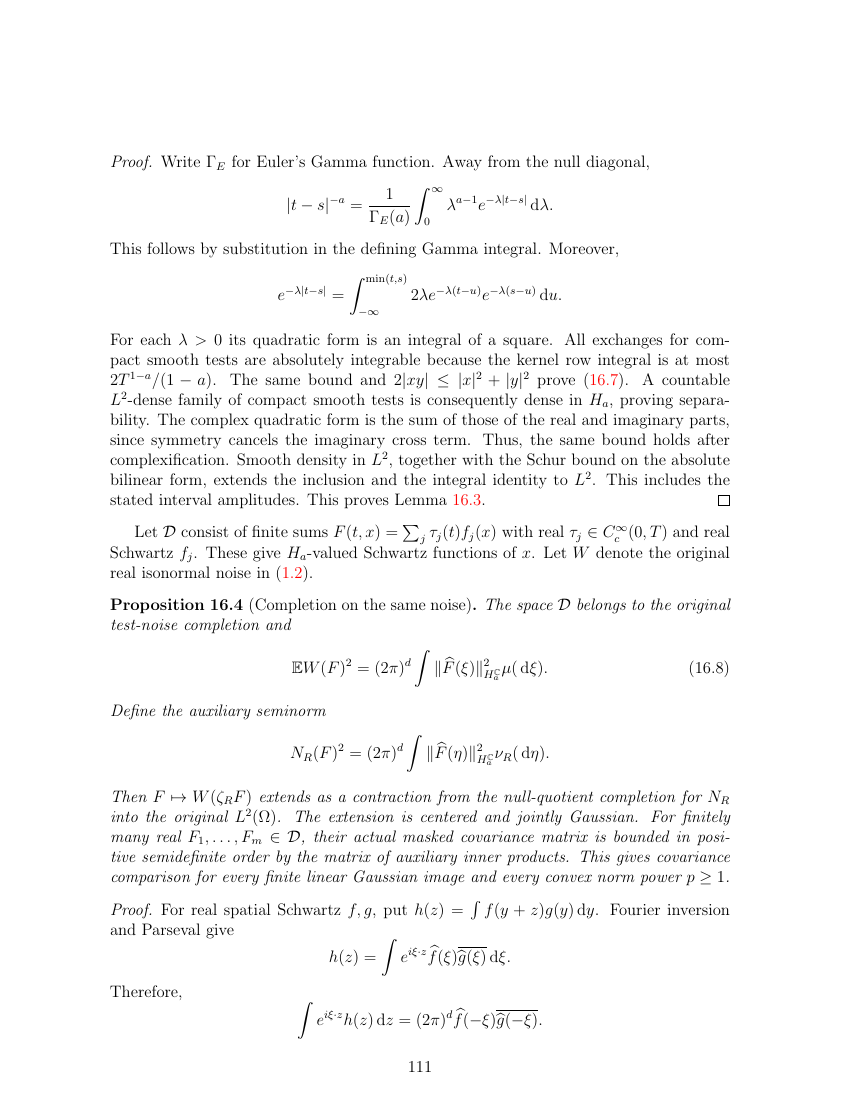 Proof. Write Γ_E for Euler's Gamma function. Away from the null diagonal,
|t − s|^{−a} = \frac{1}{Γ_E(a)} ∫_0^∞ λ^{a−1} e^{−λ|t−s|} dλ.
This follows by substitution in the defining Gamma integral. Moreover,
e^{−λ|t−s|} = ∫_{−∞}^{min(t,s)} 2λe^{−λ(t−u)} e^{−λ(s−u)} du.
For each λ > 0 its quadratic form is an integral of a square. All exchanges for com-
pact smooth tests are absolutely integrable because the kernel row integral is at most
2T^{1−a}/(1 − a). The same bound and 2|xy| ≤ |x|^2 + |y|^2 prove (16.7). A countable
L^2-dense family of compact smooth tests is consequently dense in H_a, proving separa-
bility. The complex quadratic form is the sum of those of the real and imaginary parts,
since symmetry cancels the imaginary cross term. Thus, the same bound holds after
complexification. Smooth density in L^2, together with the Schur bound on the absolute
bilinear form, extends the inclusion and the integral identity to L^2. This includes the
stated interval amplitudes. This proves Lemma 16.3. □
Let 𝒟 consist of finite sums F(t, x) = ∑_j τ_j(t)f_j(x) with real τ_j ∈ C_c^∞(0, T) and real
Schwartz f_j. These give H_a-valued Schwartz functions of x. Let W denote the original
real isonormal noise in (1.2).
Proposition 16.4 (Completion on the same noise). The space 𝒟 belongs to the original
test-noise completion and
𝔼W(F)^2 = (2π)^d ∫ ‖\widehat{F}(ξ)‖^2_{H_a^ℂ} μ( dξ). (16.8)
Define the auxiliary seminorm
N_R(F)^2 = (2π)^d ∫ ‖\widehat{F}(η)‖^2_{H_a^ℂ} ν_R( dη).
Then F ↦ W(ζ_R F) extends as a contraction from the null-quotient completion for N_R
into the original L^2(Ω). The extension is centered and jointly Gaussian. For finitely
many real F_1, . . . , F_m ∈ 𝒟, their actual masked covariance matrix is bounded in posi-
tive semidefinite order by the matrix of auxiliary inner products. This gives covariance
comparison for every finite linear Gaussian image and every convex norm power p ≥ 1.
Proof. For real spatial Schwartz f, g, put h(z) = ∫ f(y + z)g(y) dy. Fourier inversion
and Parseval give
h(z) = ∫ e^{iξ·z} \widehat{f}(ξ)\overline{\widehat{g}(ξ)} dξ.
Therefore,
∫ e^{iξ·z} h(z) dz = (2π)^d \widehat{f}(−ξ)\overline{\widehat{g}(−ξ)}.
111